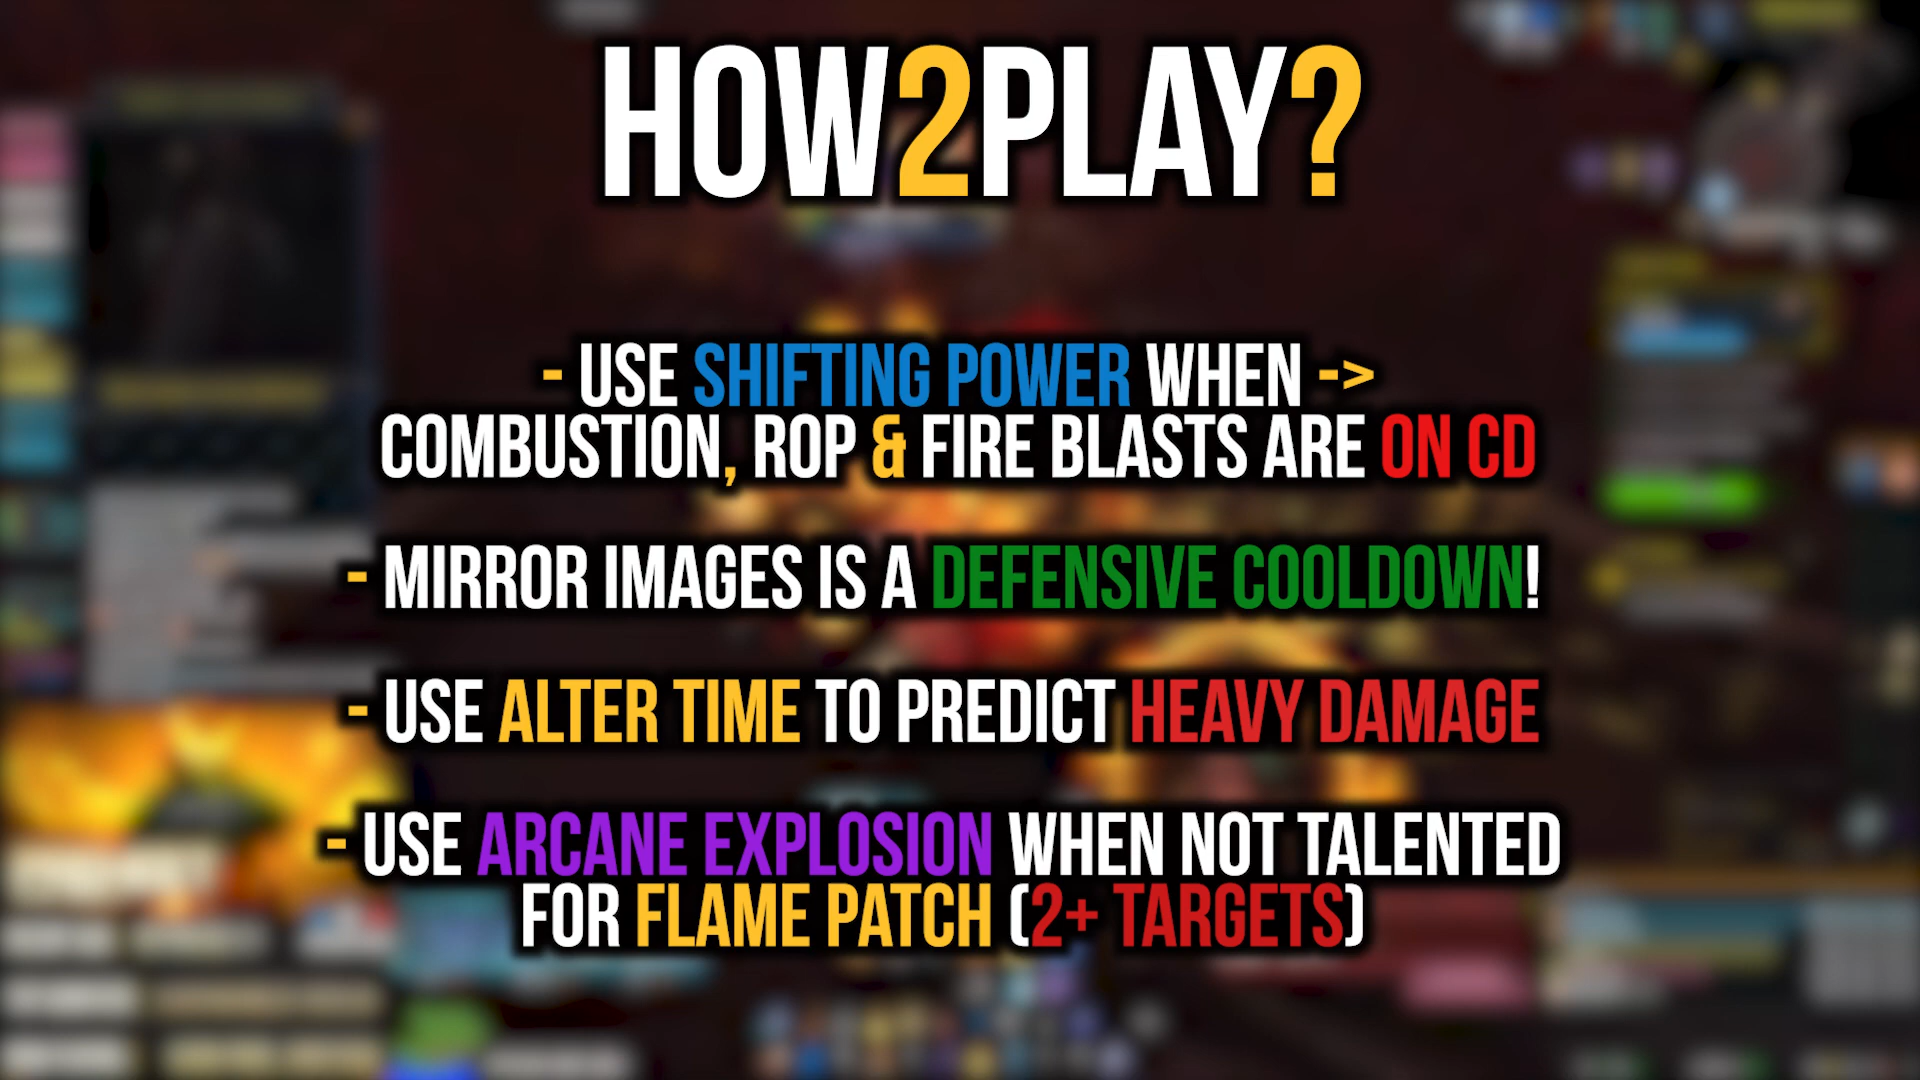 HOW2PLAY?
- USE SHIFTING POWER WHEN ->
COMBUSTION, ROP & FIRE BLASTS ARE ON CD
- MIRROR IMAGES IS A DEFENSIVE COOLDOWN!
- USE ALTER TIME TO PREDICT HEAVY DAMAGE
- USE ARCANE EXPLOSION WHEN NOT TALENTED
FOR FLAME PATCH (2+ TARGETS)